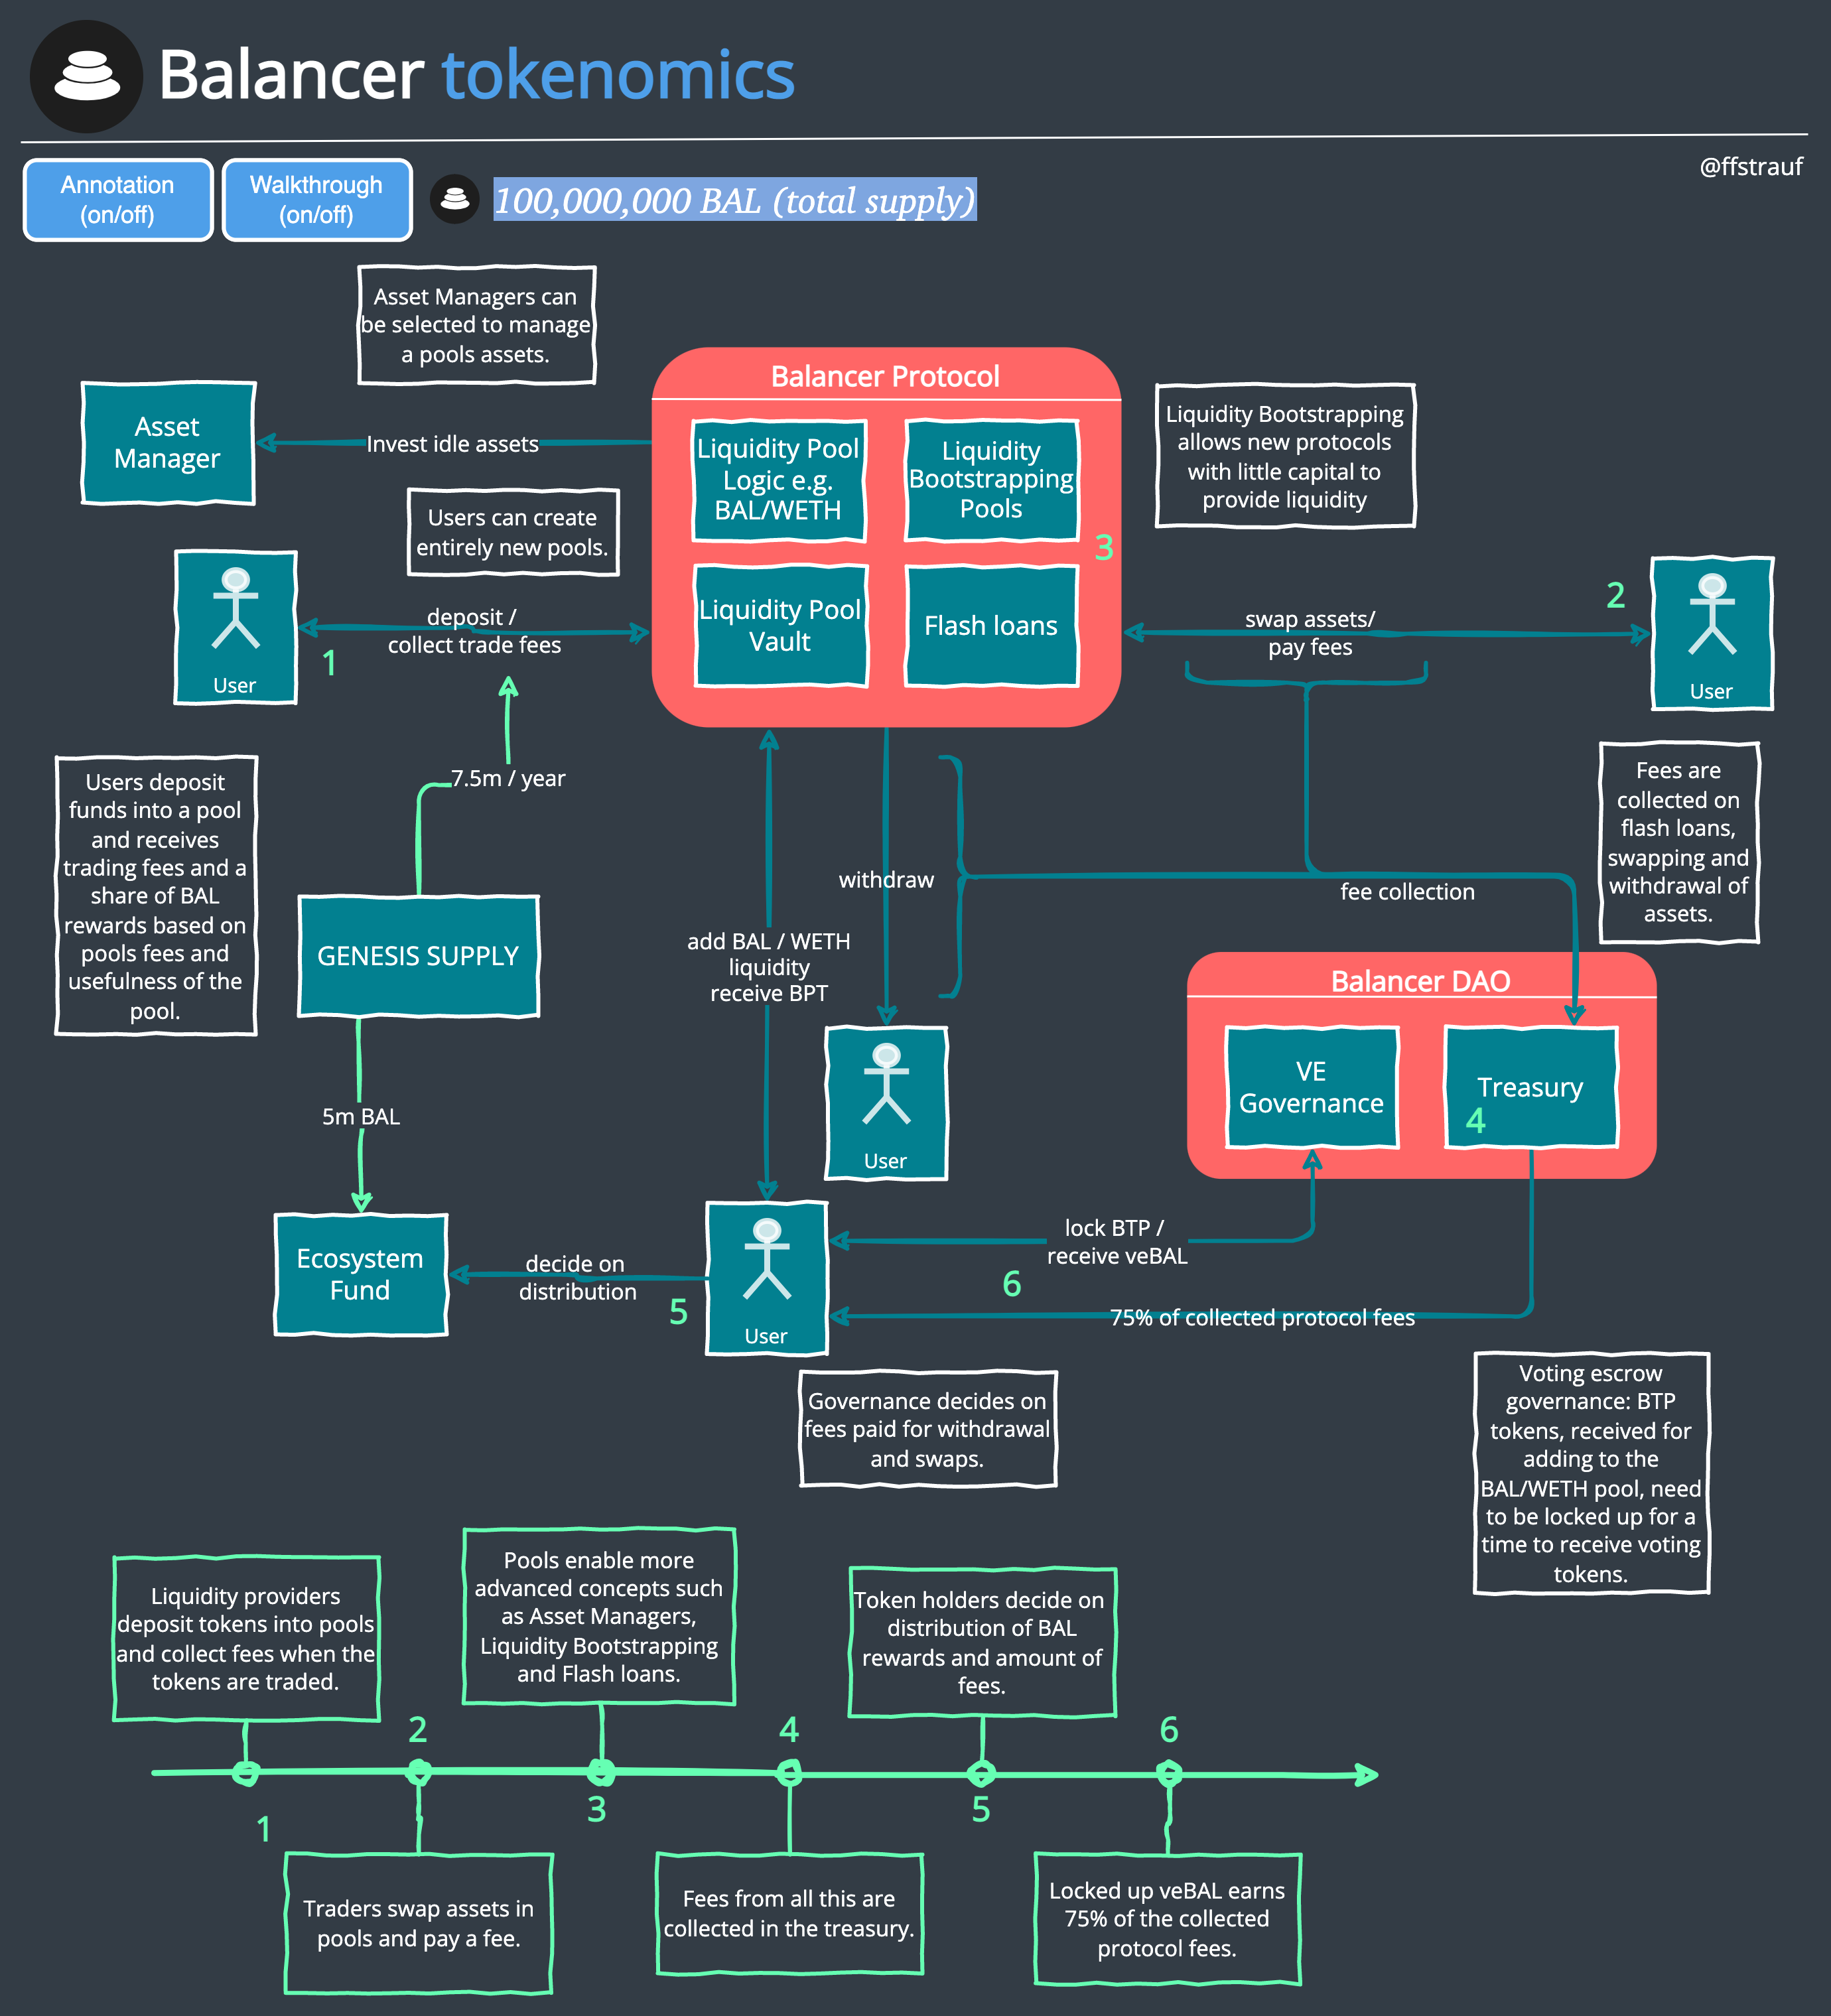 Balancer tokenomics
@ffstrauf
Annotation
(on/off)
Walkthrough
(on/off)
100,000,000 BAL (total supply)
Asset Managers can
be selected to manage
a pools assets.
Asset
Manager
Invest idle assets
Balancer Protocol
Liquidity Pool
Logic e.g.
BAL/WETH
Liquidity
Bootstrapping
Pools
3
Liquidity Pool
Vault
Flash loans
Liquidity Bootstrapping
allows new protocols
with little capital to
provide liquidity
Users can create
entirely new pools.
User
1
deposit /
collect trade fees
swap assets/
pay fees
2
User
7.5m / year
Users deposit
funds into a pool
and receives
trading fees and a
share of BAL
rewards based on
pools fees and
usefulness of the
pool.
GENESIS SUPPLY
withdraw
add BAL / WETH
liquidity
receive BPT
fee collection
Fees are
collected on
flash loans,
swapping and
withdrawal of
assets.
Balancer DAO
VE
Governance
Treasury
4
User
5m BAL
Ecosystem
Fund
decide on
distribution
5
User
lock BTP /
receive veBAL
6
75% of collected protocol fees
Governance decides on
fees paid for withdrawal
and swaps.
Voting escrow
governance: BTP
tokens, received for
adding to the
BAL/WETH pool, need
to be locked up for a
time to receive voting
tokens.
Liquidity providers
deposit tokens into pools
and collect fees when the
tokens are traded.
Pools enable more
advanced concepts such
as Asset Managers,
Liquidity Bootstrapping
and Flash loans.
Token holders decide on
distribution of BAL
rewards and amount of
fees.
2
4
6
1
3
5
Traders swap assets in
pools and pay a fee.
Fees from all this are
collected in the treasury.
Locked up veBAL earns
75% of the collected
protocol fees.